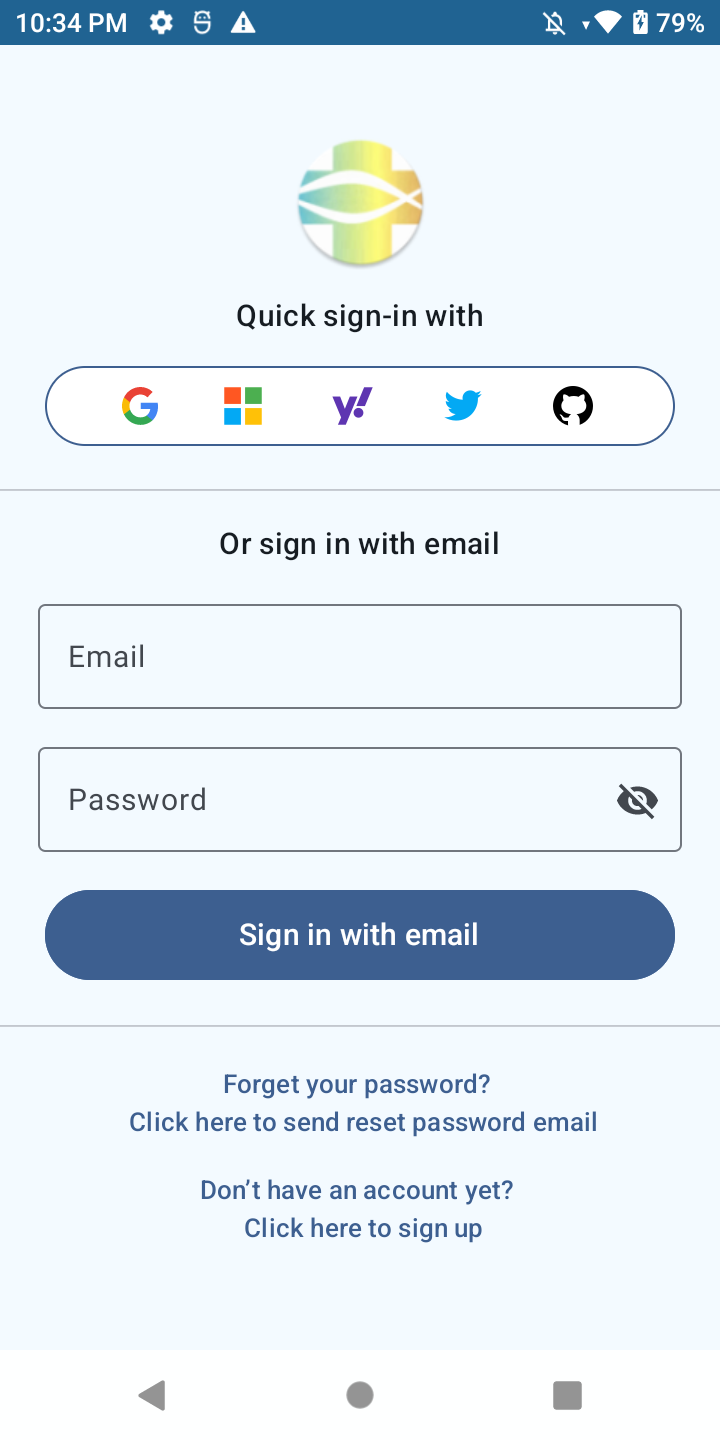 10:34 PM 79%
Quick sign-in with
Or sign in with email
Email
Password
Sign in with email
Forget your password?
Click here to send reset password email
Don’t have an account yet?
Click here to sign up